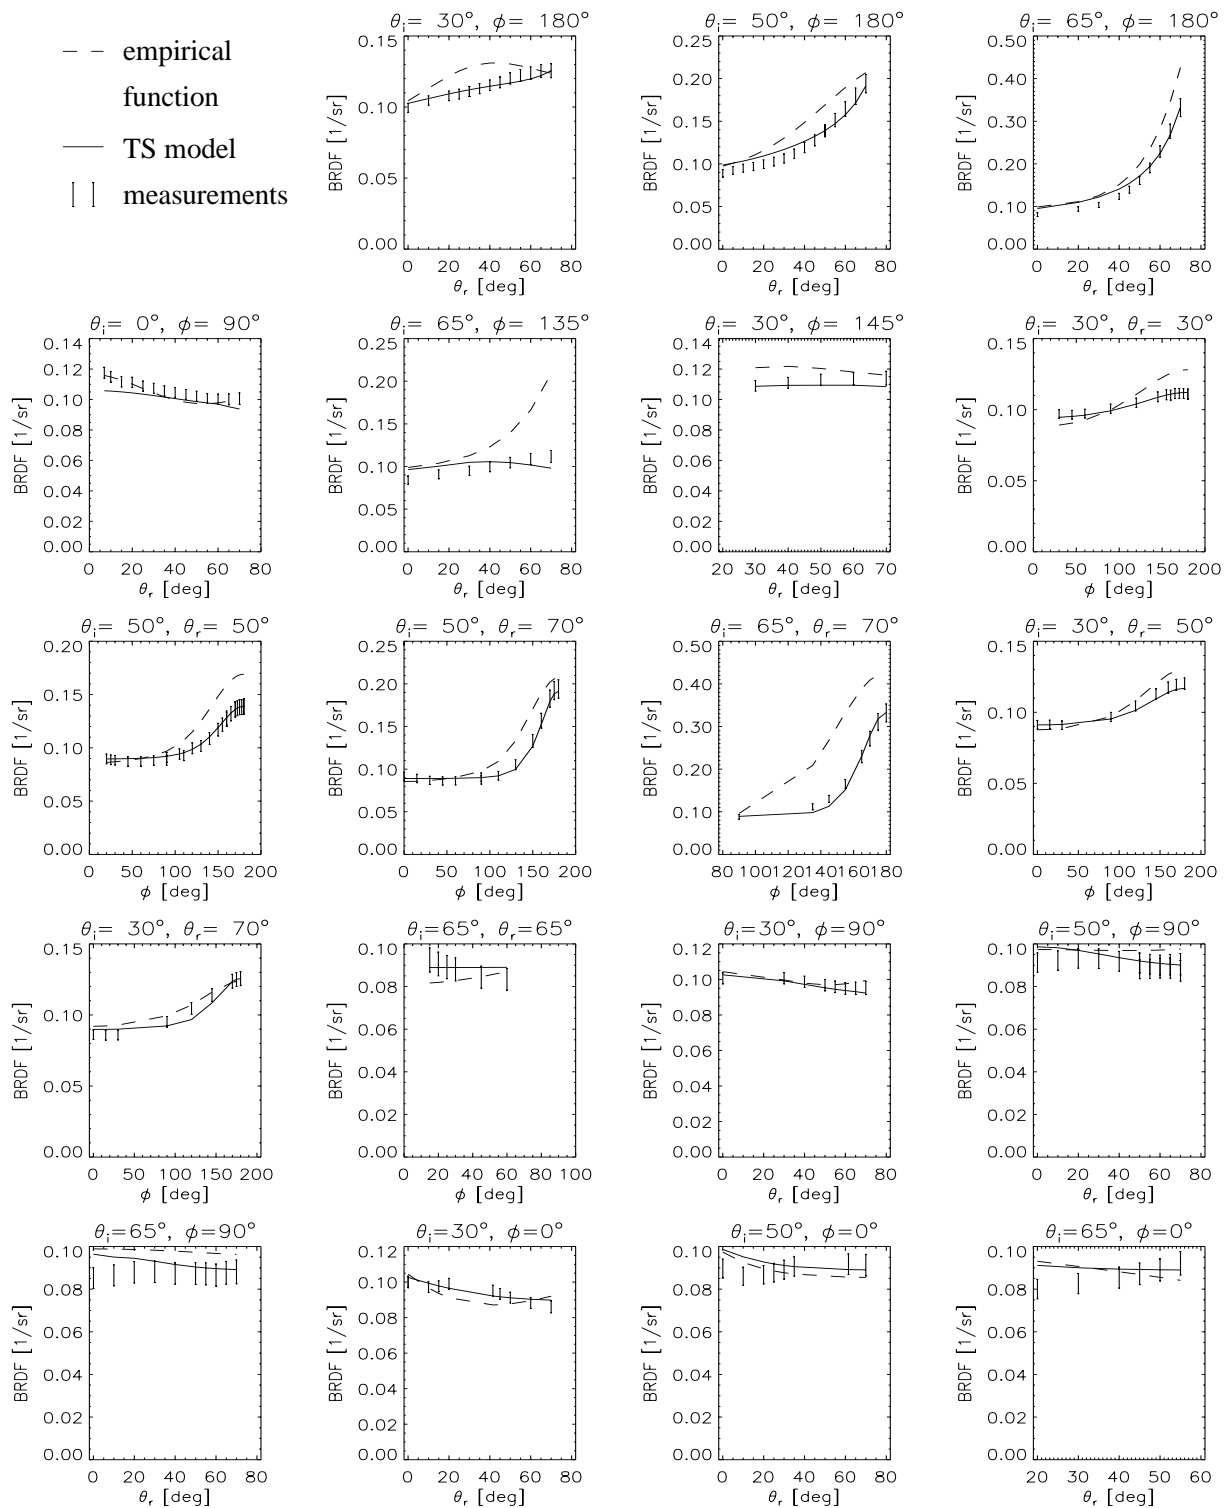 empirical
function
TS model
measurements
θi= 30°, ϕ= 180°
BRDF [1/sr]
0.15
0.10
0.05
0.00
0 20 40 60 80
θr [deg]
θi= 50°, ϕ= 180°
BRDF [1/sr]
0.25
0.20
0.15
0.10
0.05
0.00
0 20 40 60 80
θr [deg]
θi= 65°, ϕ= 180°
BRDF [1/sr]
0.50
0.40
0.30
0.20
0.10
0.00
0 20 40 60 80
θr [deg]
θi= 0°, ϕ= 90°
BRDF [1/sr]
0.14
0.12
0.10
0.08
0.06
0.04
0.02
0.00
0 20 40 60 80
θr [deg]
θi= 65°, ϕ= 135°
BRDF [1/sr]
0.25
0.20
0.15
0.10
0.05
0.00
0 20 40 60 80
θr [deg]
θi= 30°, ϕ= 145°
BRDF [1/sr]
0.14
0.12
0.10
0.08
0.06
0.04
0.02
0.00
20 30 40 50 60 70
θr [deg]
θi= 30°, θr= 30°
BRDF [1/sr]
0.15
0.10
0.05
0.00
0 50 100 150 200
ϕ [deg]
θi= 50°, θr= 50°
BRDF [1/sr]
0.20
0.15
0.10
0.05
0.00
0 50 100 150 200
ϕ [deg]
θi= 50°, θr= 70°
BRDF [1/sr]
0.25
0.20
0.15
0.10
0.05
0.00
0 50 100 150 200
ϕ [deg]
θi= 65°, θr= 70°
BRDF [1/sr]
0.50
0.40
0.30
0.20
0.10
0.00
80 100 120 140 160 180
ϕ [deg]
θi= 30°, θr= 50°
BRDF [1/sr]
0.15
0.10
0.05
0.00
0 50 100 150 200
ϕ [deg]
θi= 30°, θr= 70°
BRDF [1/sr]
0.15
0.10
0.05
0.00
0 50 100 150 200
ϕ [deg]
θi=65°, θr=65°
BRDF [1/sr]
0.10
0.08
0.06
0.04
0.02
0.00
0 20 40 60 80 100
ϕ [deg]
θi=30°, ϕ=90°
BRDF [1/sr]
0.12
0.10
0.08
0.06
0.04
0.02
0.00
0 20 40 60 80
θr [deg]
θi=50°, ϕ=90°
BRDF [1/sr]
0.10
0.08
0.06
0.04
0.02
0.00
0 20 40 60 80
θr [deg]
θi=65°, ϕ=90°
BRDF [1/sr]
0.10
0.08
0.06
0.04
0.02
0.00
0 20 40 60 80
θr [deg]
θi=30°, ϕ=0°
BRDF [1/sr]
0.12
0.10
0.08
0.06
0.04
0.02
0.00
0 20 40 60 80
θr [deg]
θi=50°, ϕ=0°
BRDF [1/sr]
0.10
0.08
0.06
0.04
0.02
0.00
0 20 40 60 80
θr [deg]
θi=65°, ϕ=0°
BRDF [1/sr]
0.10
0.08
0.06
0.04
0.02
0.00
20 30 40 50 60
θr [deg]